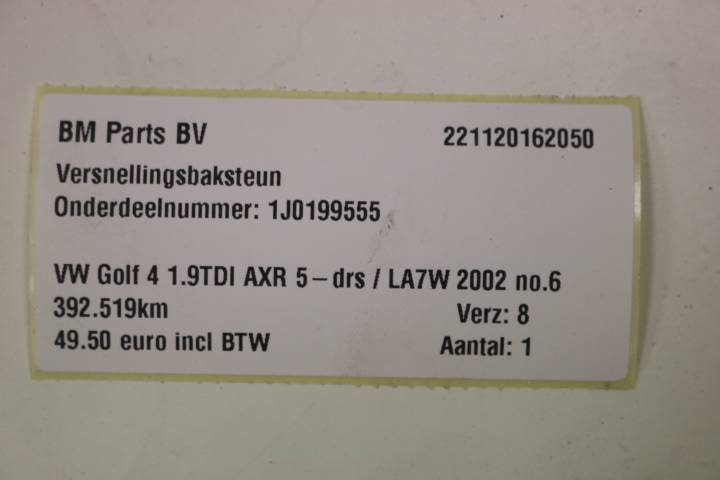 BM Parts BV 221120162050
Versnellingsbaksteun
Onderdeelnummer: 1J0199555
VW Golf 4 1.9TDI AXR 5-drs / LA7W 2002 no.6
392.519km Verz: 8
49.50 euro incl BTW Aantal: 1